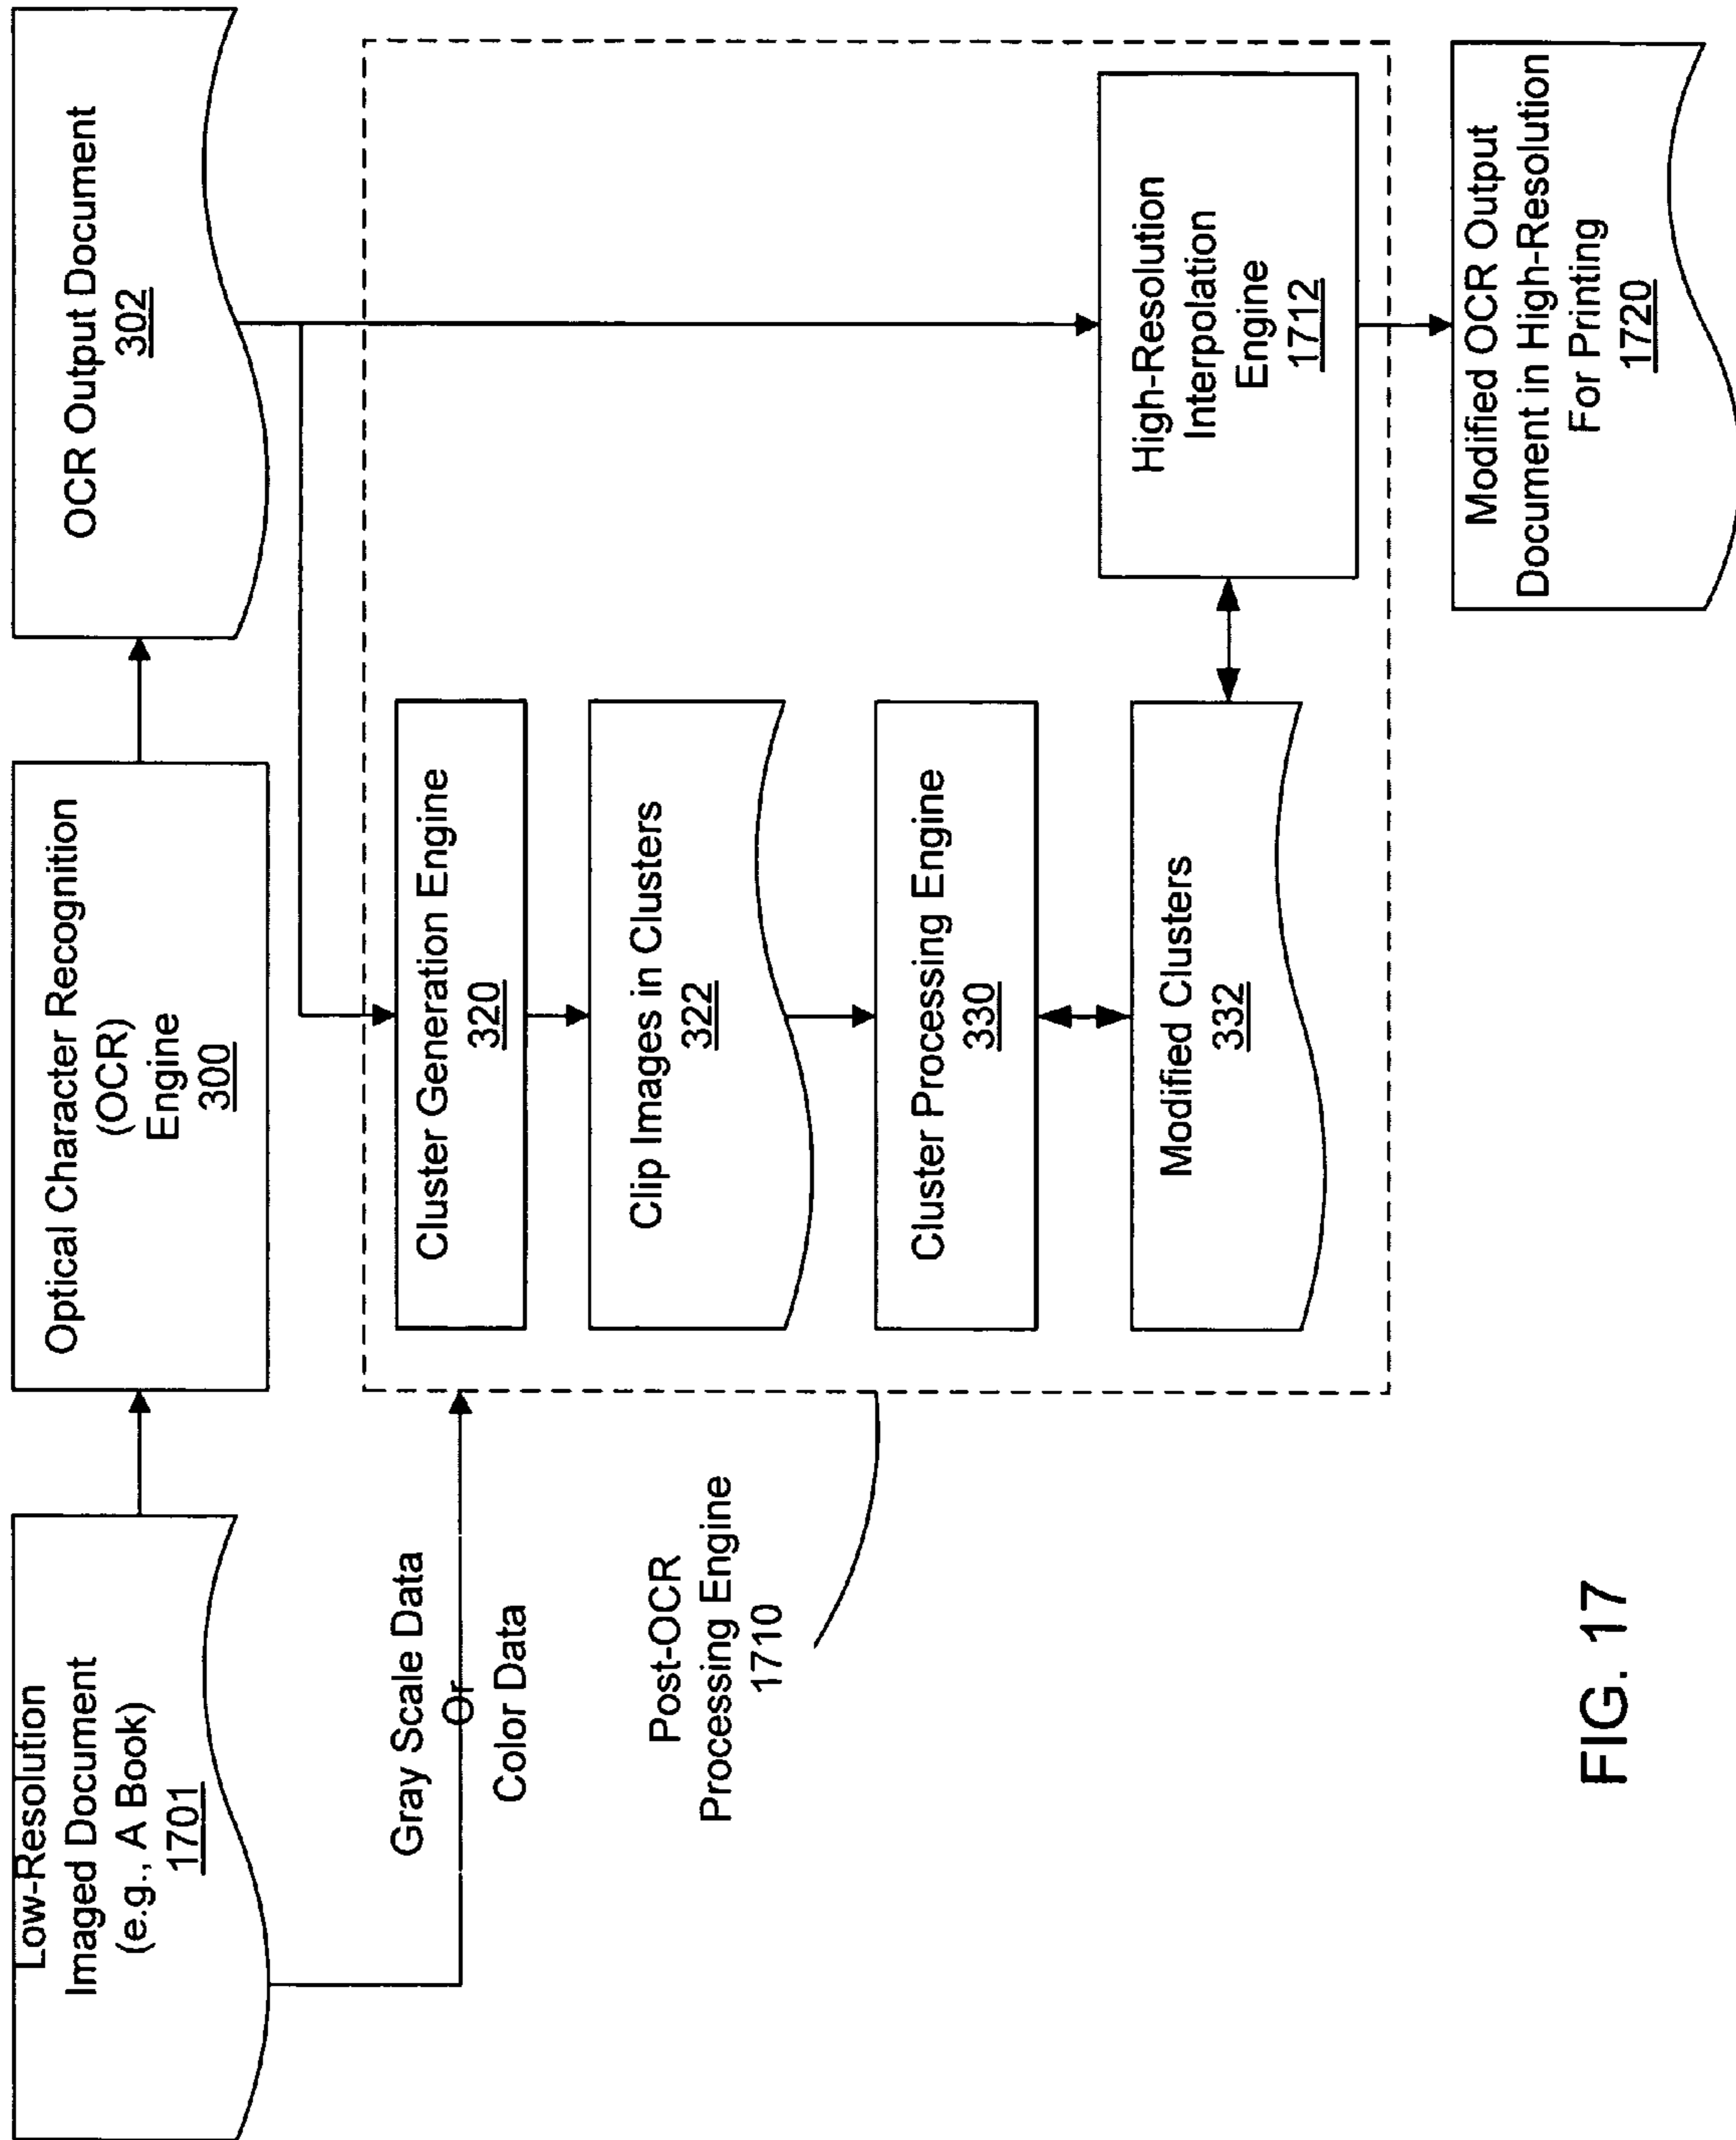 Low-Resolution
Imaged Document
(e.g., A Book)
1701
Optical Character Recognition
(OCR)
Engine
300
OCR Output Document
302
Gray Scale Data
Or
Color Data
Post-OCR
Processing Engine
1710
Cluster Generation Engine
320
Clip Images in Clusters
322
Cluster Processing Engine
330
Modified Clusters
332
High-Resolution
Interpolation
Engine
1712
Modified OCR Output
Document in High-Resolution
For Printing
1720
FIG. 17